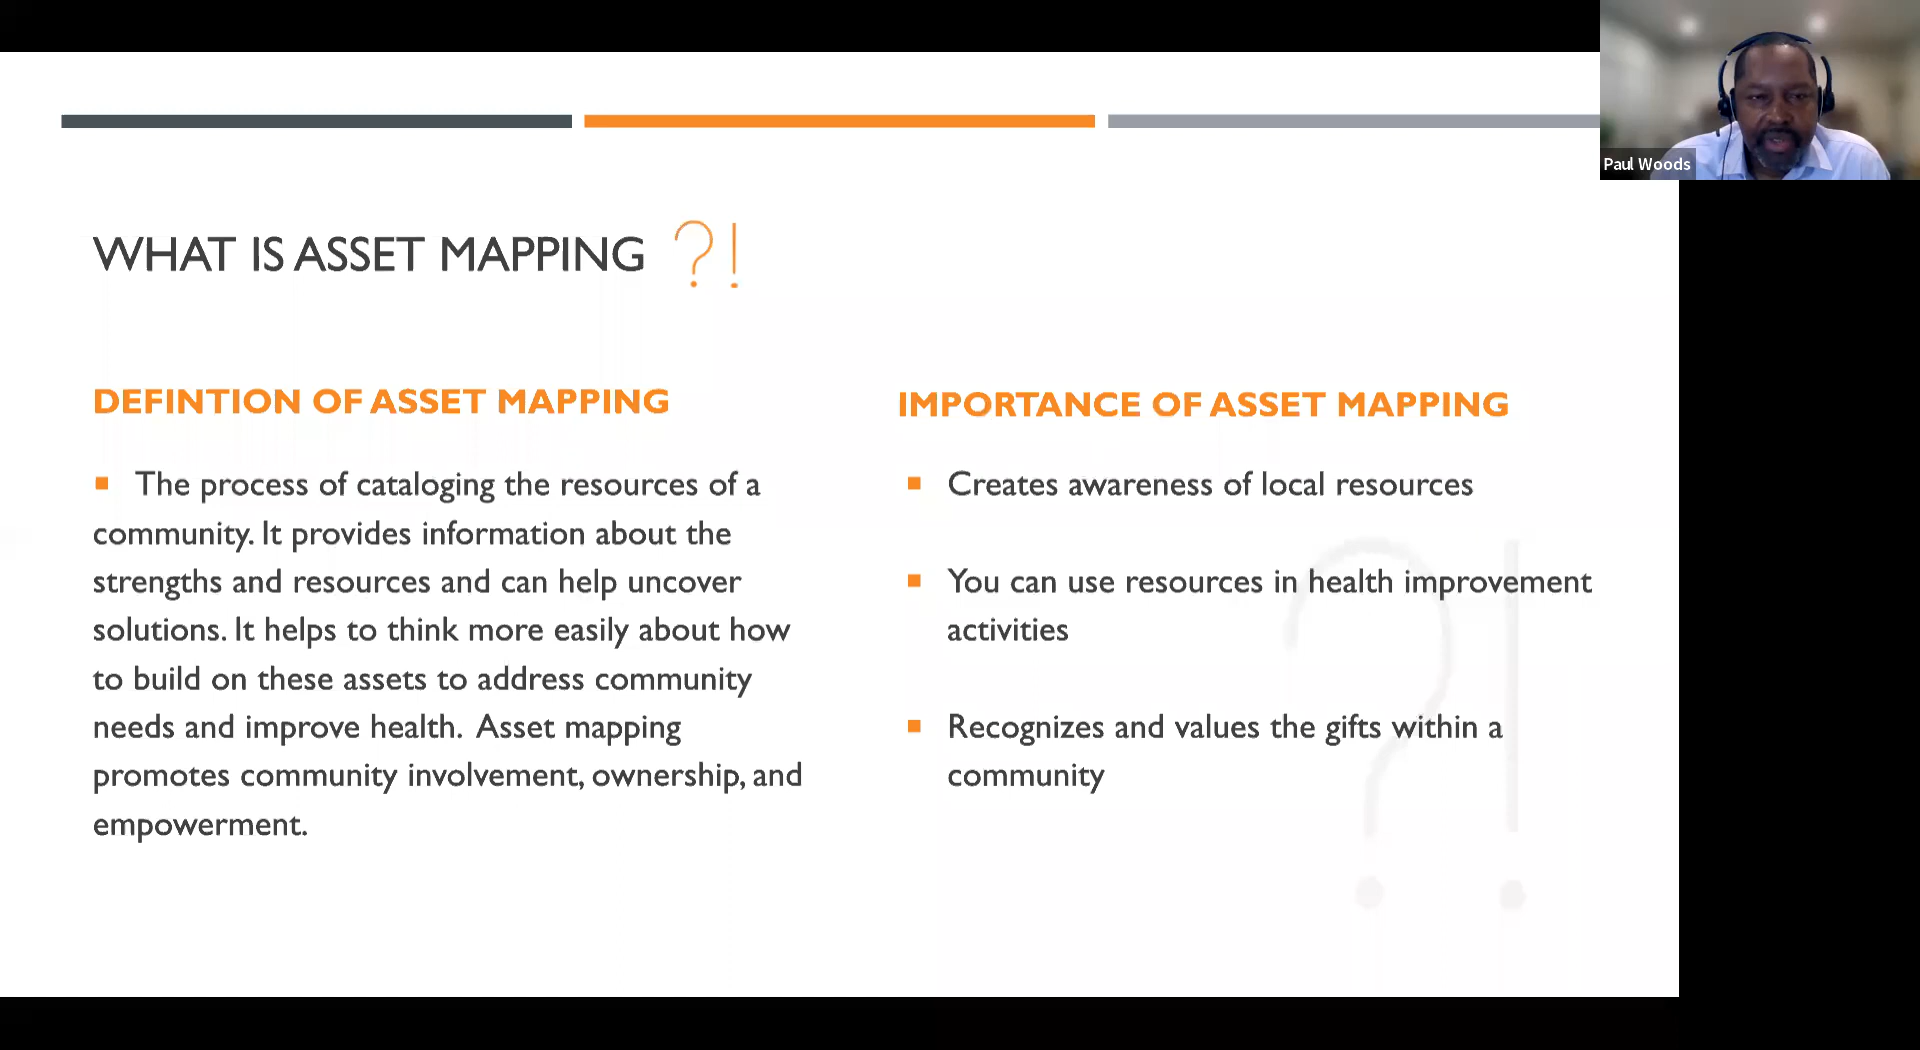 WHAT IS ASSET MAPPING ?!
DEFINTION OF ASSET MAPPING
▪ The process of cataloging the resources of a
community. It provides information about the
strengths and resources and can help uncover
solutions. It helps to think more easily about how
to build on these assets to address community
needs and improve health. Asset mapping
promotes community involvement, ownership, and
empowerment.
IMPORTANCE OF ASSET MAPPING
▪ Creates awareness of local resources
▪ You can use resources in health improvement
activities
▪ Recognizes and values the gifts within a
community
?!
Paul Woods